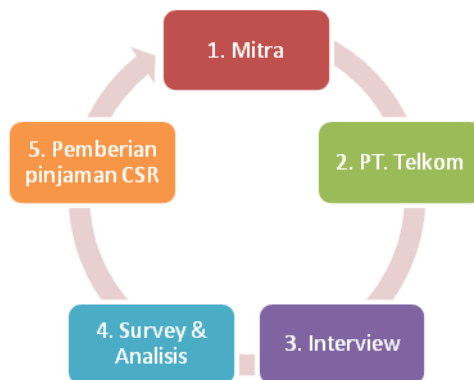 1. Mitra
2. PT. Telkom
3. Interview
4. Survey &
Analisis
5. Pemberian
pinjaman CSR